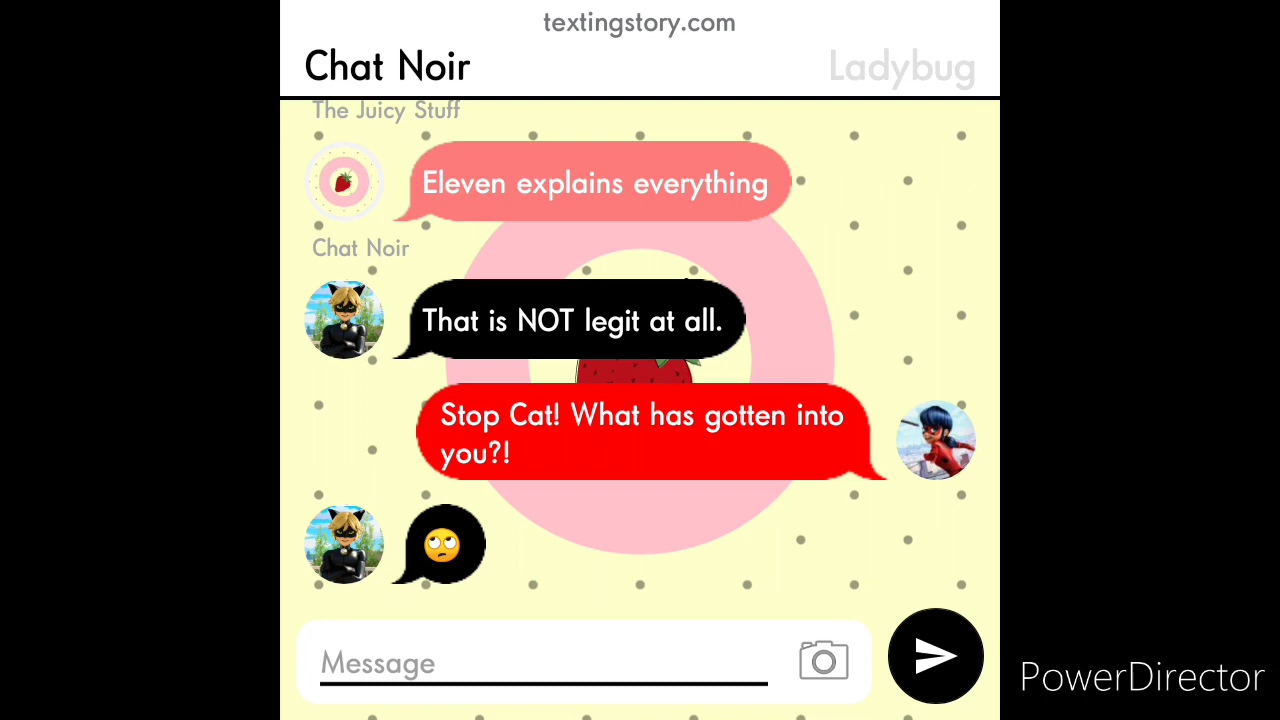 textingstory.com
Chat Noir
Ladybug
The Juicy Stuff
Eleven explains everything
Chat Noir
That is NOT legit at all.
Stop Cat! What has gotten into
you?!
🙄
Message
PowerDirector